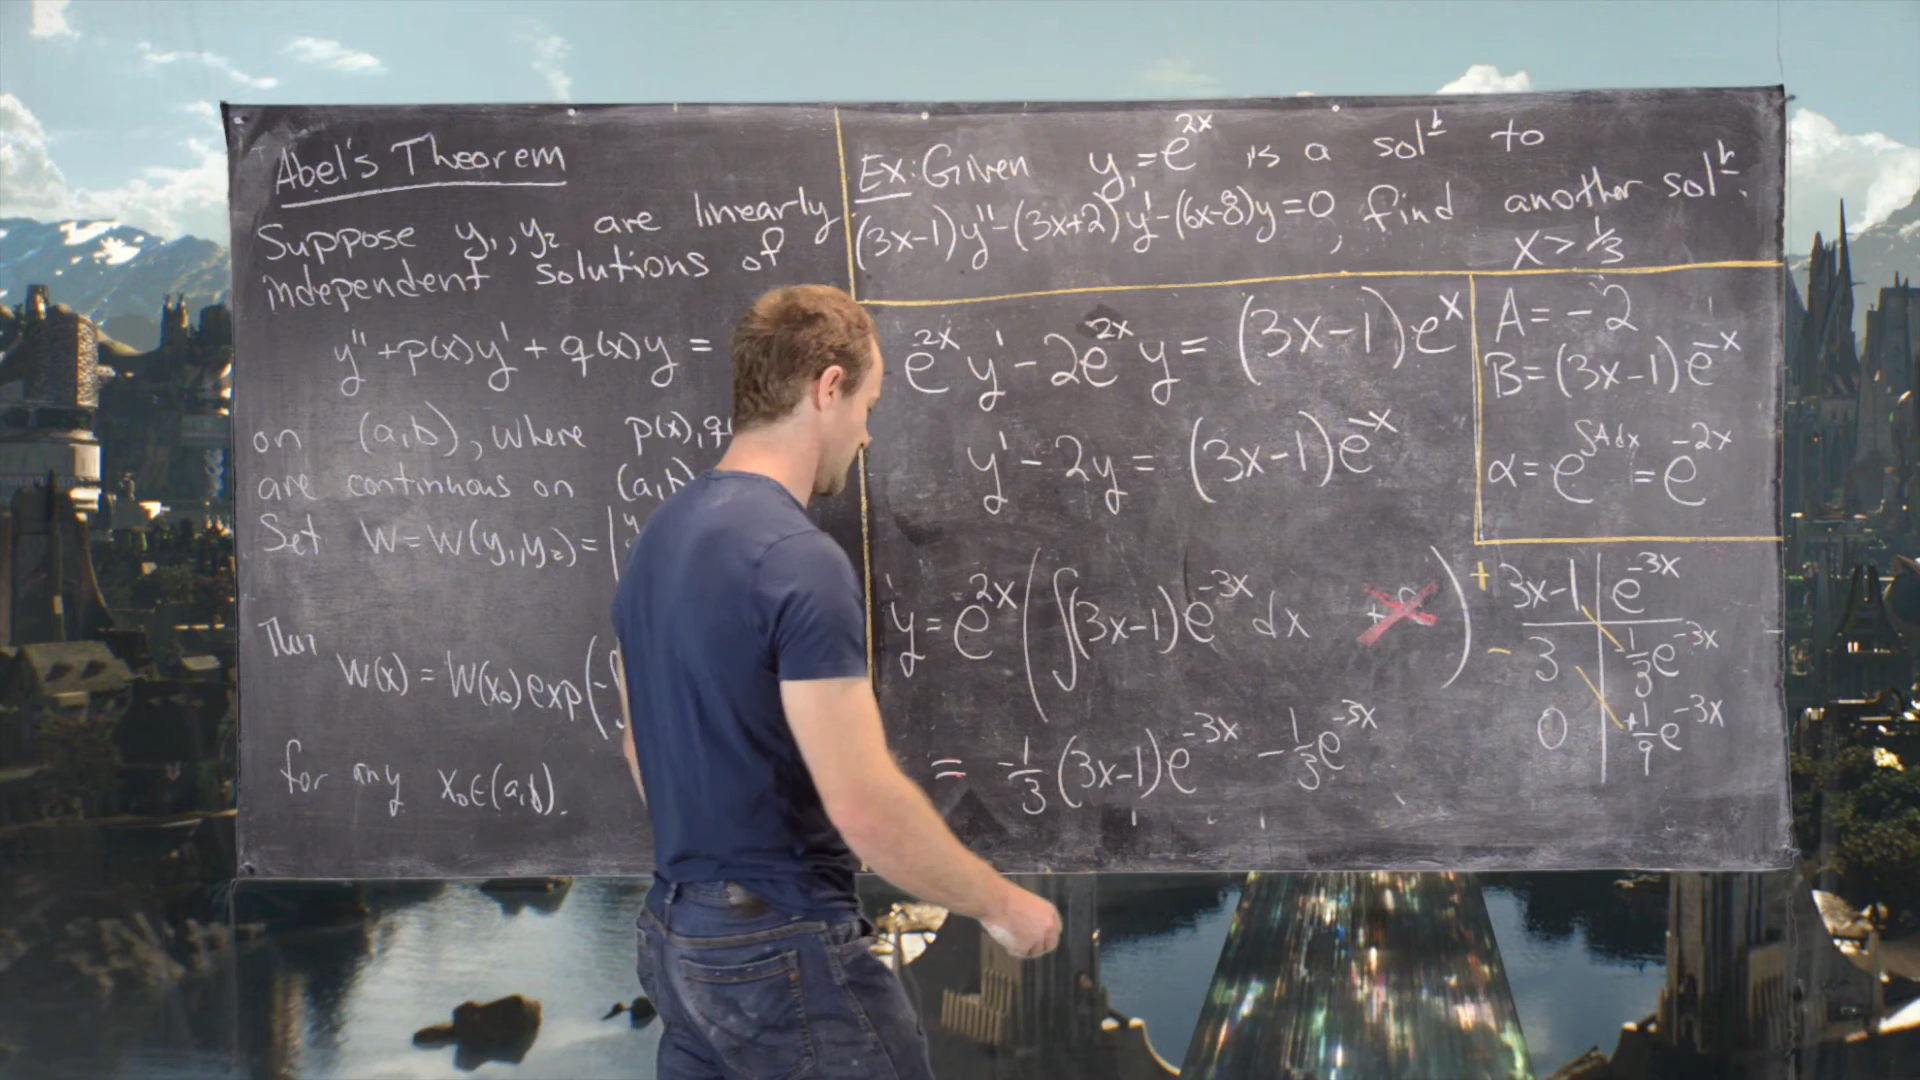 Abel's Theorem
Suppose y₁, y₂ are linearly
independent solutions of
y'' + p(x)y' + q(x)y =
on (a,b), where p(x), q(
are continuous on (a,b)
Set W = W(y₁,y₂) = |y
Then
W(x) = W(x₀) exp(-∫
for any x₀∈(a,b).
Ex: Given y₁ = e^{2x} is a solⁿ to
(3x-1)y'' - (3x+2)y' - (6x-8)y = 0, find another solⁿ.
x > 1/3
e^{2x} y' - 2e^{2x} y = (3x-1)e^x
y' - 2y = (3x-1)e^{-x}
y = e^{2x} (∫(3x-1)e^{-3x} dx + )
= -1/3 (3x-1)e^{-3x} - 1/3 e^{-3x}
A = -2
B = (3x-1)e^{-x}
α = e^{∫A dx} = e^{-2x}
+ 3x-1 | e^{-3x}
- 3 | -1/3 e^{-3x}
0 | +1/9 e^{-3x}